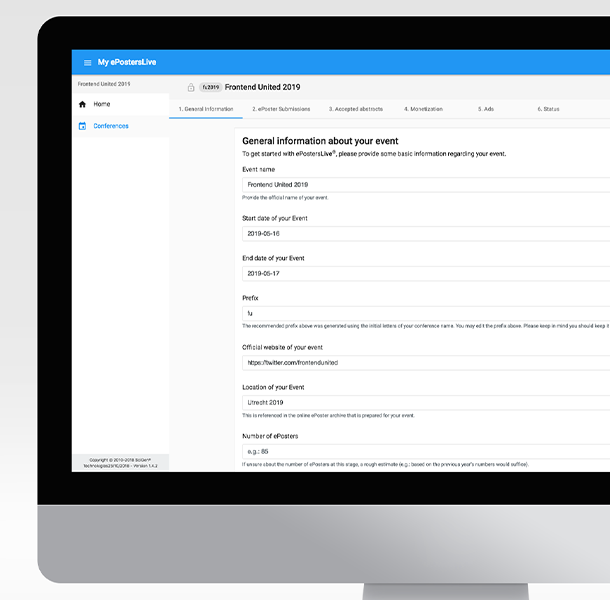 My ePostersLive
Frontend United 2019
fu2019 Frontend United 2019
Home
Conferences
1. General Information 2. ePoster Submissions 3. Accepted abstracts 4. Monetization 5. Ads 6. Status
General information about your event
To get started with ePostersLive®, please provide some basic information regarding your event.
Event name
Frontend United 2019
Provide the official name of your event.
Start date of your Event
2019-05-16
End date of your Event
2019-05-17
Prefix
fu
The recommended prefix above was generated using the initial letters of your conference name. You may edit the prefix above. Please keep in mind you should keep it
Official website of your event
https://twitter.com/frontendunited
Location of your Event
Utrecht 2019
This is referenced in the online ePoster archive that is prepared for your event.
Number of ePosters
e.g.: 85
If unsure about the number of ePosters at this stage, a rough estimate (e.g.: based on the previous year's numbers would suffice).
Copyright © 2010-2018 SciGen®
Technologies - Version 1.4.2